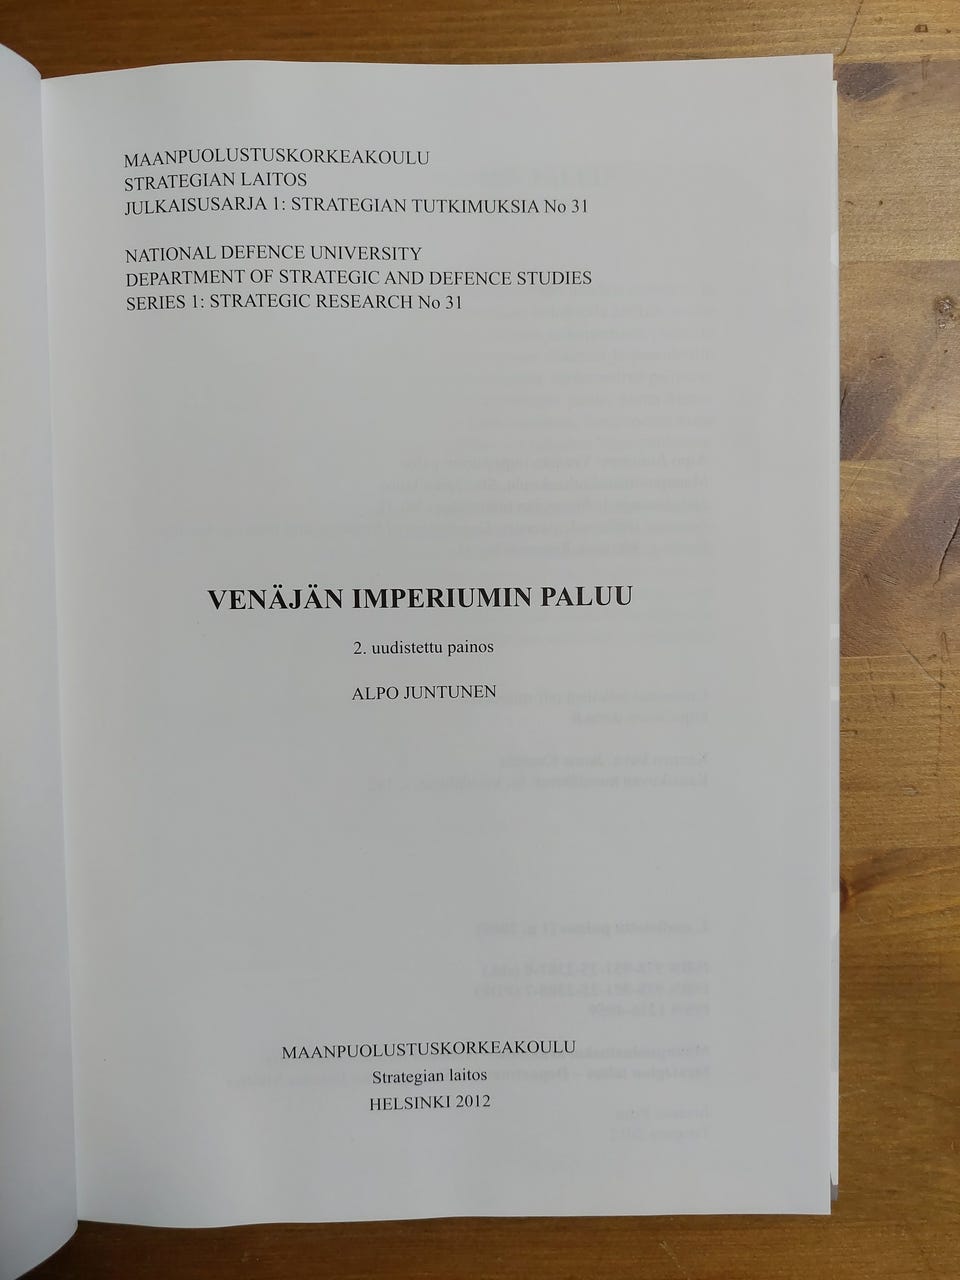 MAANPUOLUSTUSKORKEAKOULU
STRATEGIAN LAITOS
JULKAISUSARJA 1: STRATEGIAN TUTKIMUKSIA No 31
NATIONAL DEFENCE UNIVERSITY
DEPARTMENT OF STRATEGIC AND DEFENCE STUDIES
SERIES 1: STRATEGIC RESEARCH No 31
VENÄJÄN IMPERIUMIN PALUU
2. uudistettu painos
ALPO JUNTUNEN
MAANPUOLUSTUSKORKEAKOULU
Strategian laitos
HELSINKI 2012